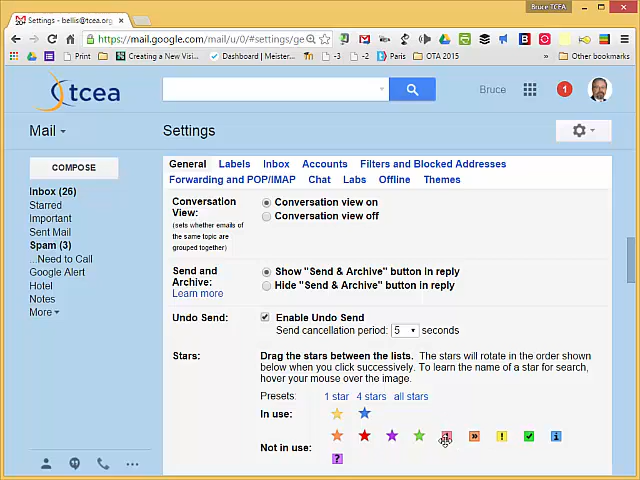 Bruce TCEA
Settings - bellis@tcea.org
https://mail.google.com/mail/u/0/#settings/ge
Print
Creating a New Visi...
Dashboard | Meister...
-2
-2
Paris
OTA 2015
»
Other bookmarks
tcea
Bruce
1
Mail
Settings
COMPOSE
Inbox (26)
Starred
Important
Sent Mail
Spam (3)
...Need to Call
Google Alert
Hotel
Notes
More
General Labels Inbox Accounts Filters and Blocked Addresses
Forwarding and POP/IMAP Chat Labs Offline Themes
Conversation View:
(sets whether emails of the same topic are grouped together)
Conversation view on
Conversation view off
Send and Archive:
Learn more
Show "Send & Archive" button in reply
Hide "Send & Archive" button in reply
Undo Send:
Enable Undo Send
Send cancellation period: 5 seconds
Stars:
Drag the stars between the lists. The stars will rotate in the order shown
below when you click successively. To learn the name of a star for search,
hover your mouse over the image.
Presets: 1 star 4 stars all stars
In use:
Not in use: